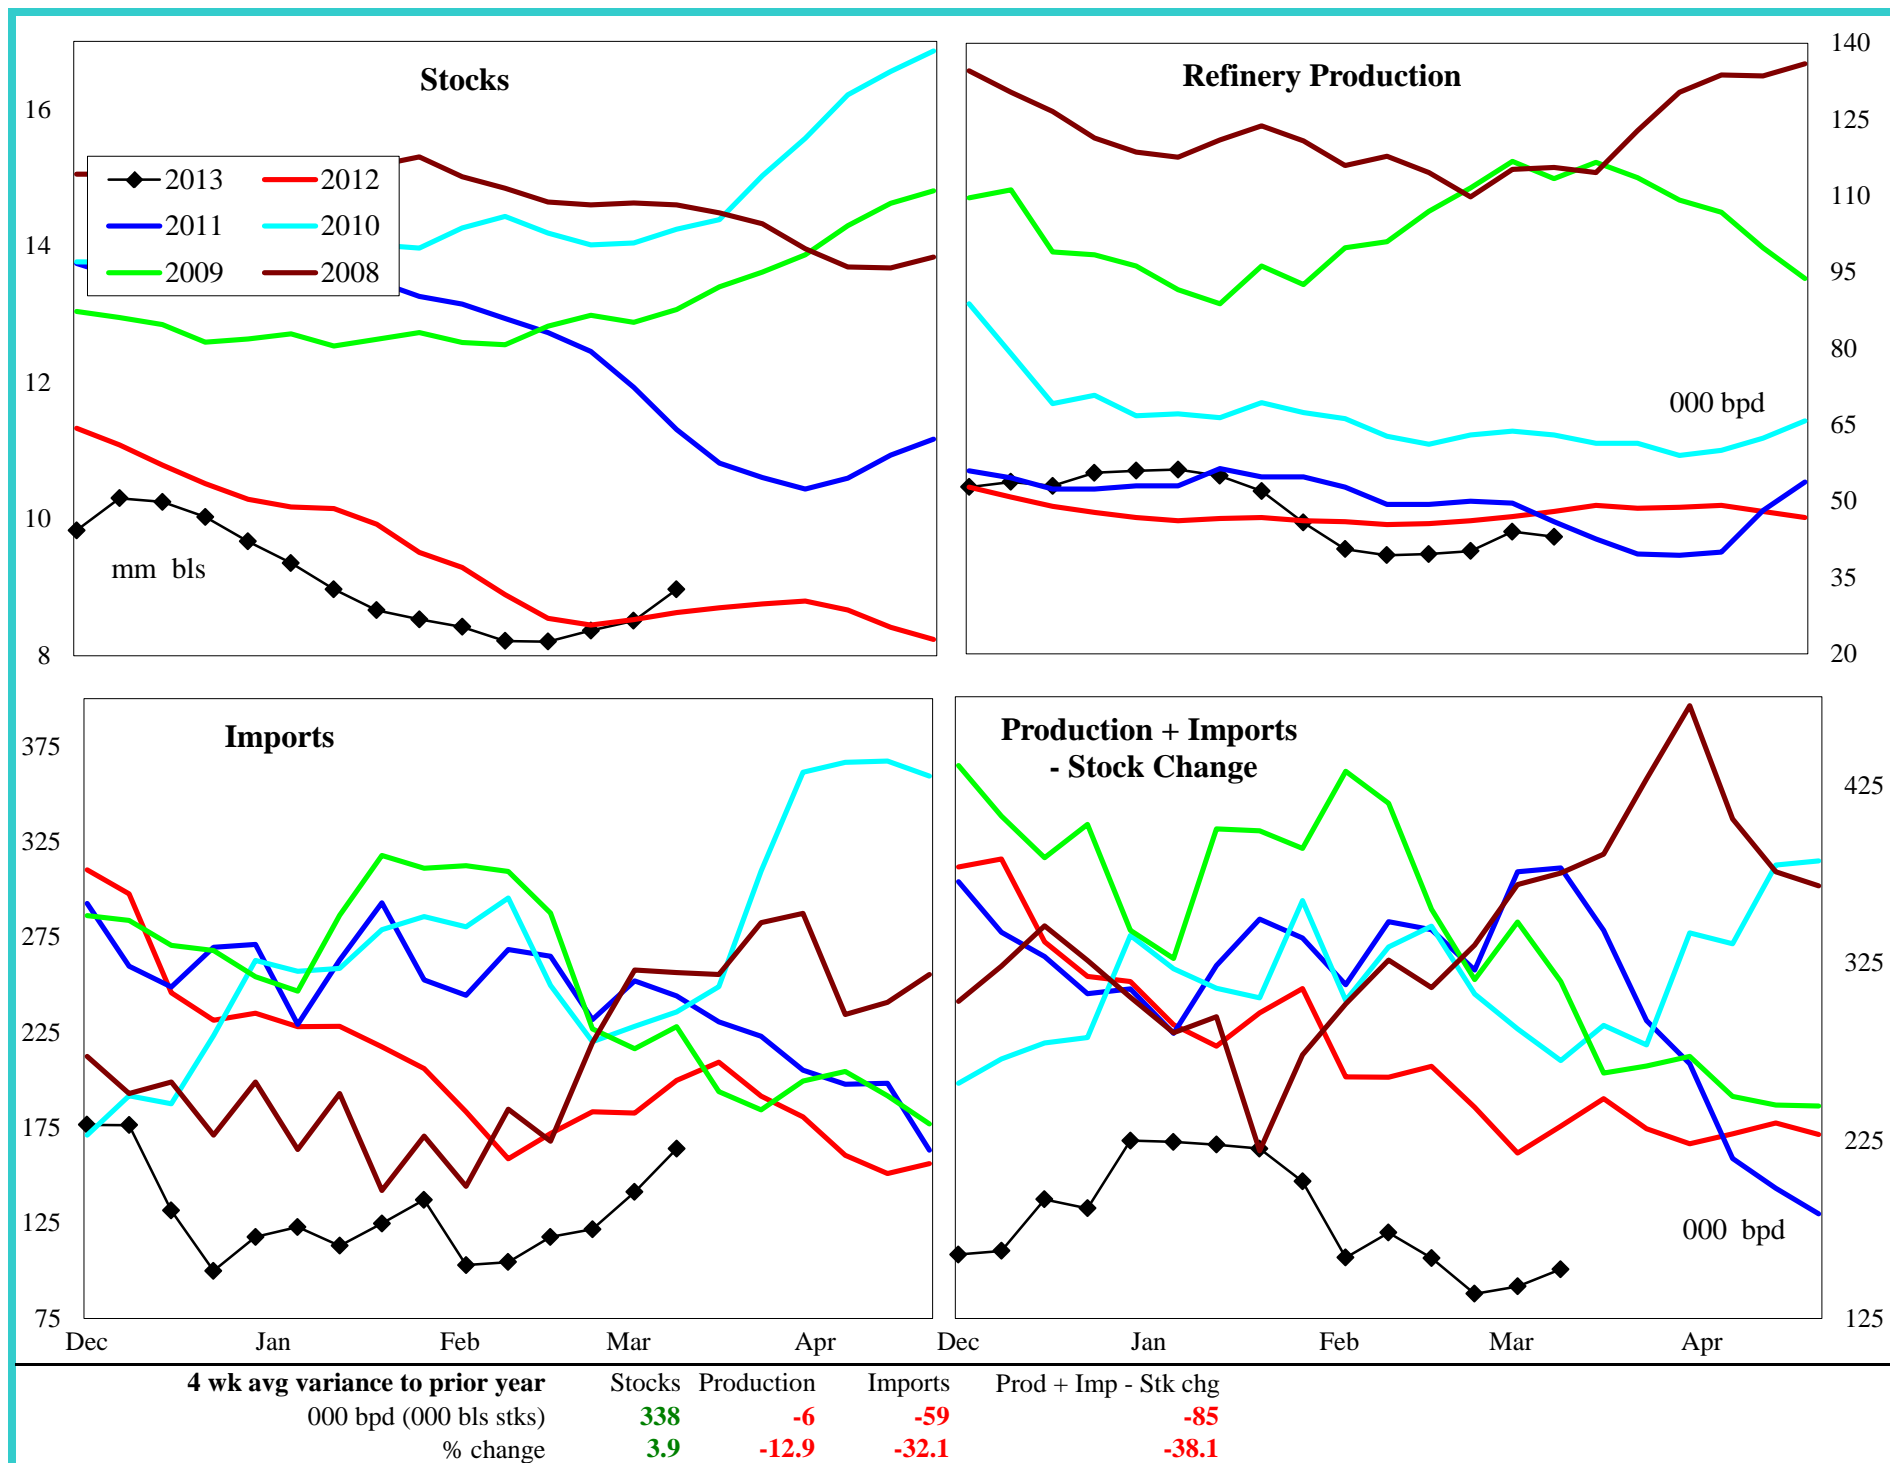 Stocks
16
14
12
10
8
2013 2012
2011 2010
2009 2008
mm bls
Refinery Production
140
125
110
95
80
65
50
35
20
000 bpd
Imports
375
325
275
225
175
125
75
Dec Jan Feb Mar Apr
Production + Imports
- Stock Change
425
325
225
125
000 bpd
Dec Jan Feb Mar Apr
4 wk avg variance to prior year Stocks Production Imports Prod + Imp - Stk chg
000 bpd (000 bls stks) 338 -6 -59 -85
% change 3.9 -12.9 -32.1 -38.1